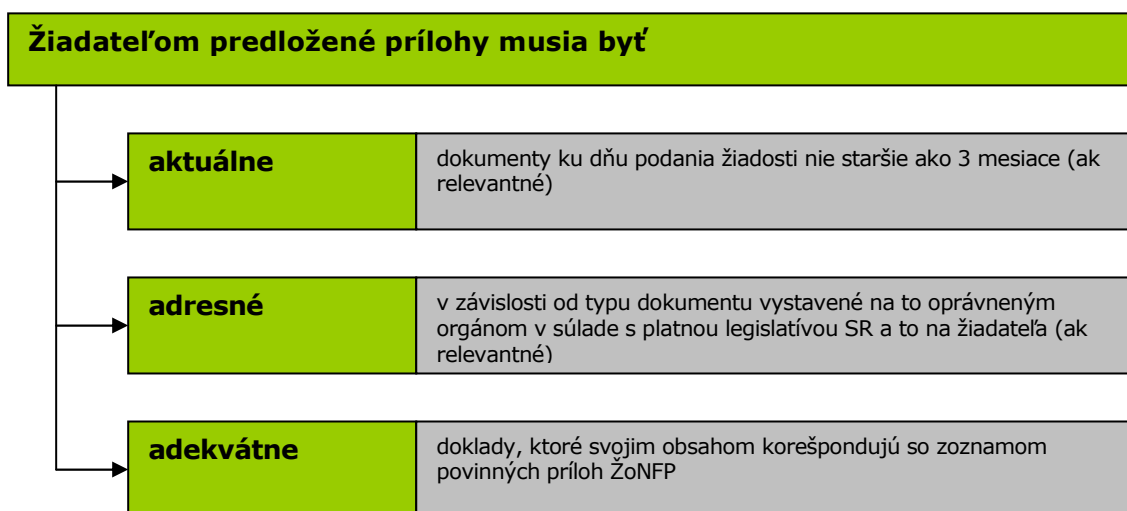 Žiadateľom predložené prílohy musia byť
aktuálne
dokumenty ku dňu podania žiadosti nie staršie ako 3 mesiace (ak
relevantné)
adresné
v závislosti od typu dokumentu vystavené na to oprávneným
orgánom v súlade s platnou legislatívou SR a to na žiadateľa (ak
relevantné)
adekvátne
doklady, ktoré svojim obsahom korešpondujú so zoznamom
povinných príloh ŽoNFP